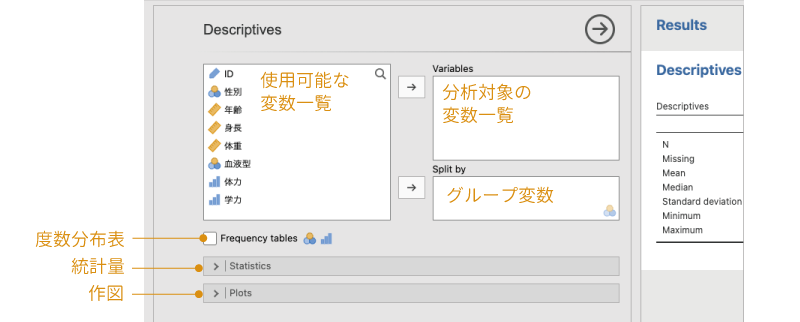 Descriptives
ID
性別
年齢
身長
体重
血液型
体力
学力
使用可能な
変数一覧
Variables
分析対象の
変数一覧
Split by
グループ変数
度数分布表
Frequency tables
統計量
Statistics
作図
Plots
Results
Descriptives
Descriptives
N
Missing
Mean
Median
Standard deviation
Minimum
Maximum